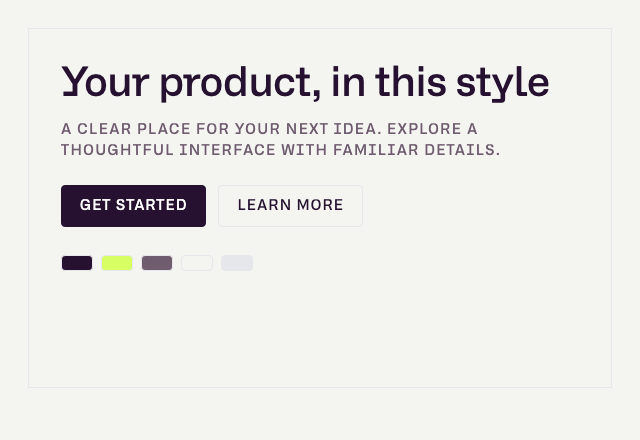 Your product, in this style
A CLEAR PLACE FOR YOUR NEXT IDEA. EXPLORE A
THOUGHTFUL INTERFACE WITH FAMILIAR DETAILS.
GET STARTED
LEARN MORE